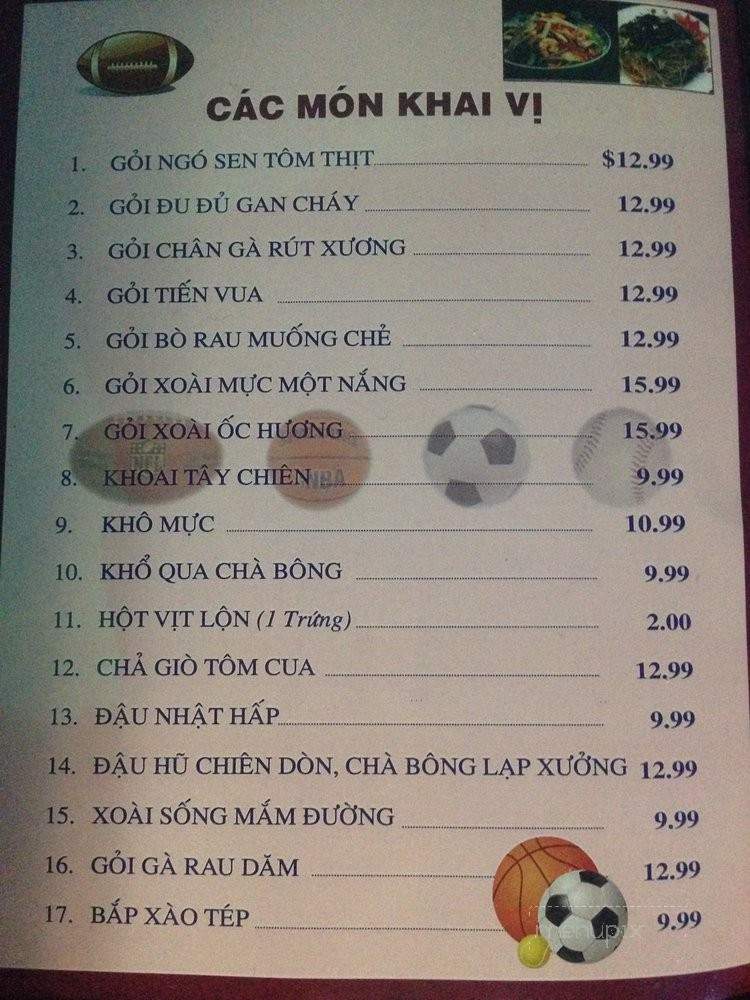 CÁC MÓN KHAI VỊ
1. GỎI NGÓ SEN TÔM THỊT $12.99
2. GỎI ĐU ĐỦ GAN CHÁY 12.99
3. GỎI CHÂN GÀ RÚT XƯƠNG 12.99
4. GỎI TIẾN VUA 12.99
5. GỎI BÒ RAU MUỐNG CHẺ 12.99
6. GỎI XOÀI MỰC MỘT NẮNG 15.99
7. GỎI XOÀI ỐC HƯƠNG 15.99
NFL
8. KHOAI TÂY CHIÊN 9.99
NBA
9. KHÔ MỰC 10.99
10. KHỔ QUA CHÀ BÔNG 9.99
11. HỘT VỊT LỘN (1 Trứng) 2.00
12. CHẢ GIÒ TÔM CUA 12.99
13. ĐẬU NHẬT HẤP 9.99
14. ĐẬU HŨ CHIÊN DÒN, CHÀ BÔNG LẠP XƯỞNG 12.99
15. XOÀI SỐNG MẮM ĐƯỜNG 9.99
16. GỎI GÀ RAU DĂM 12.99
17. BẮP XÀO TÉP 9.99
menupix